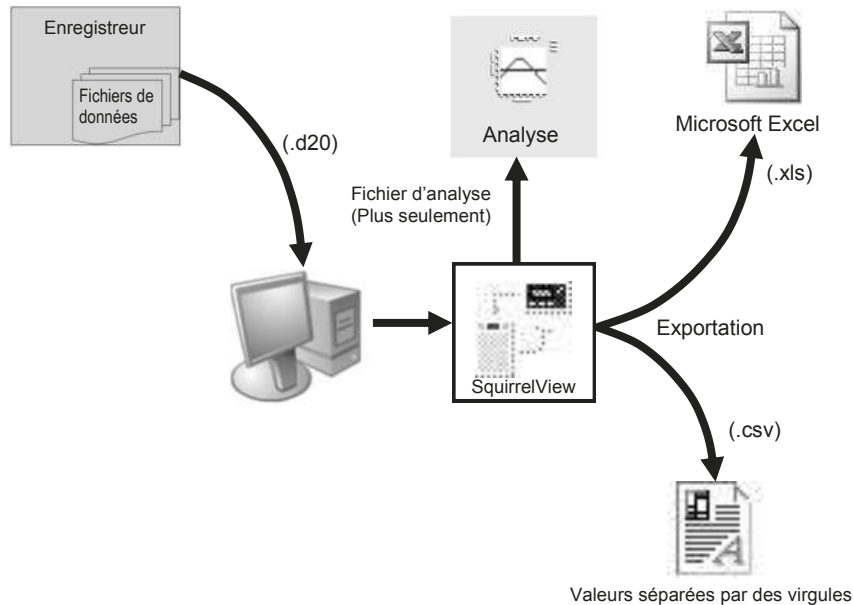 Enregistreur
Fichiers de
données
(.d20)
Analyse
Microsoft Excel
(.xls)
Fichier d'analyse
(Plus seulement)
SquirrelView
Exportation
(.csv)
Valeurs séparées par des virgules